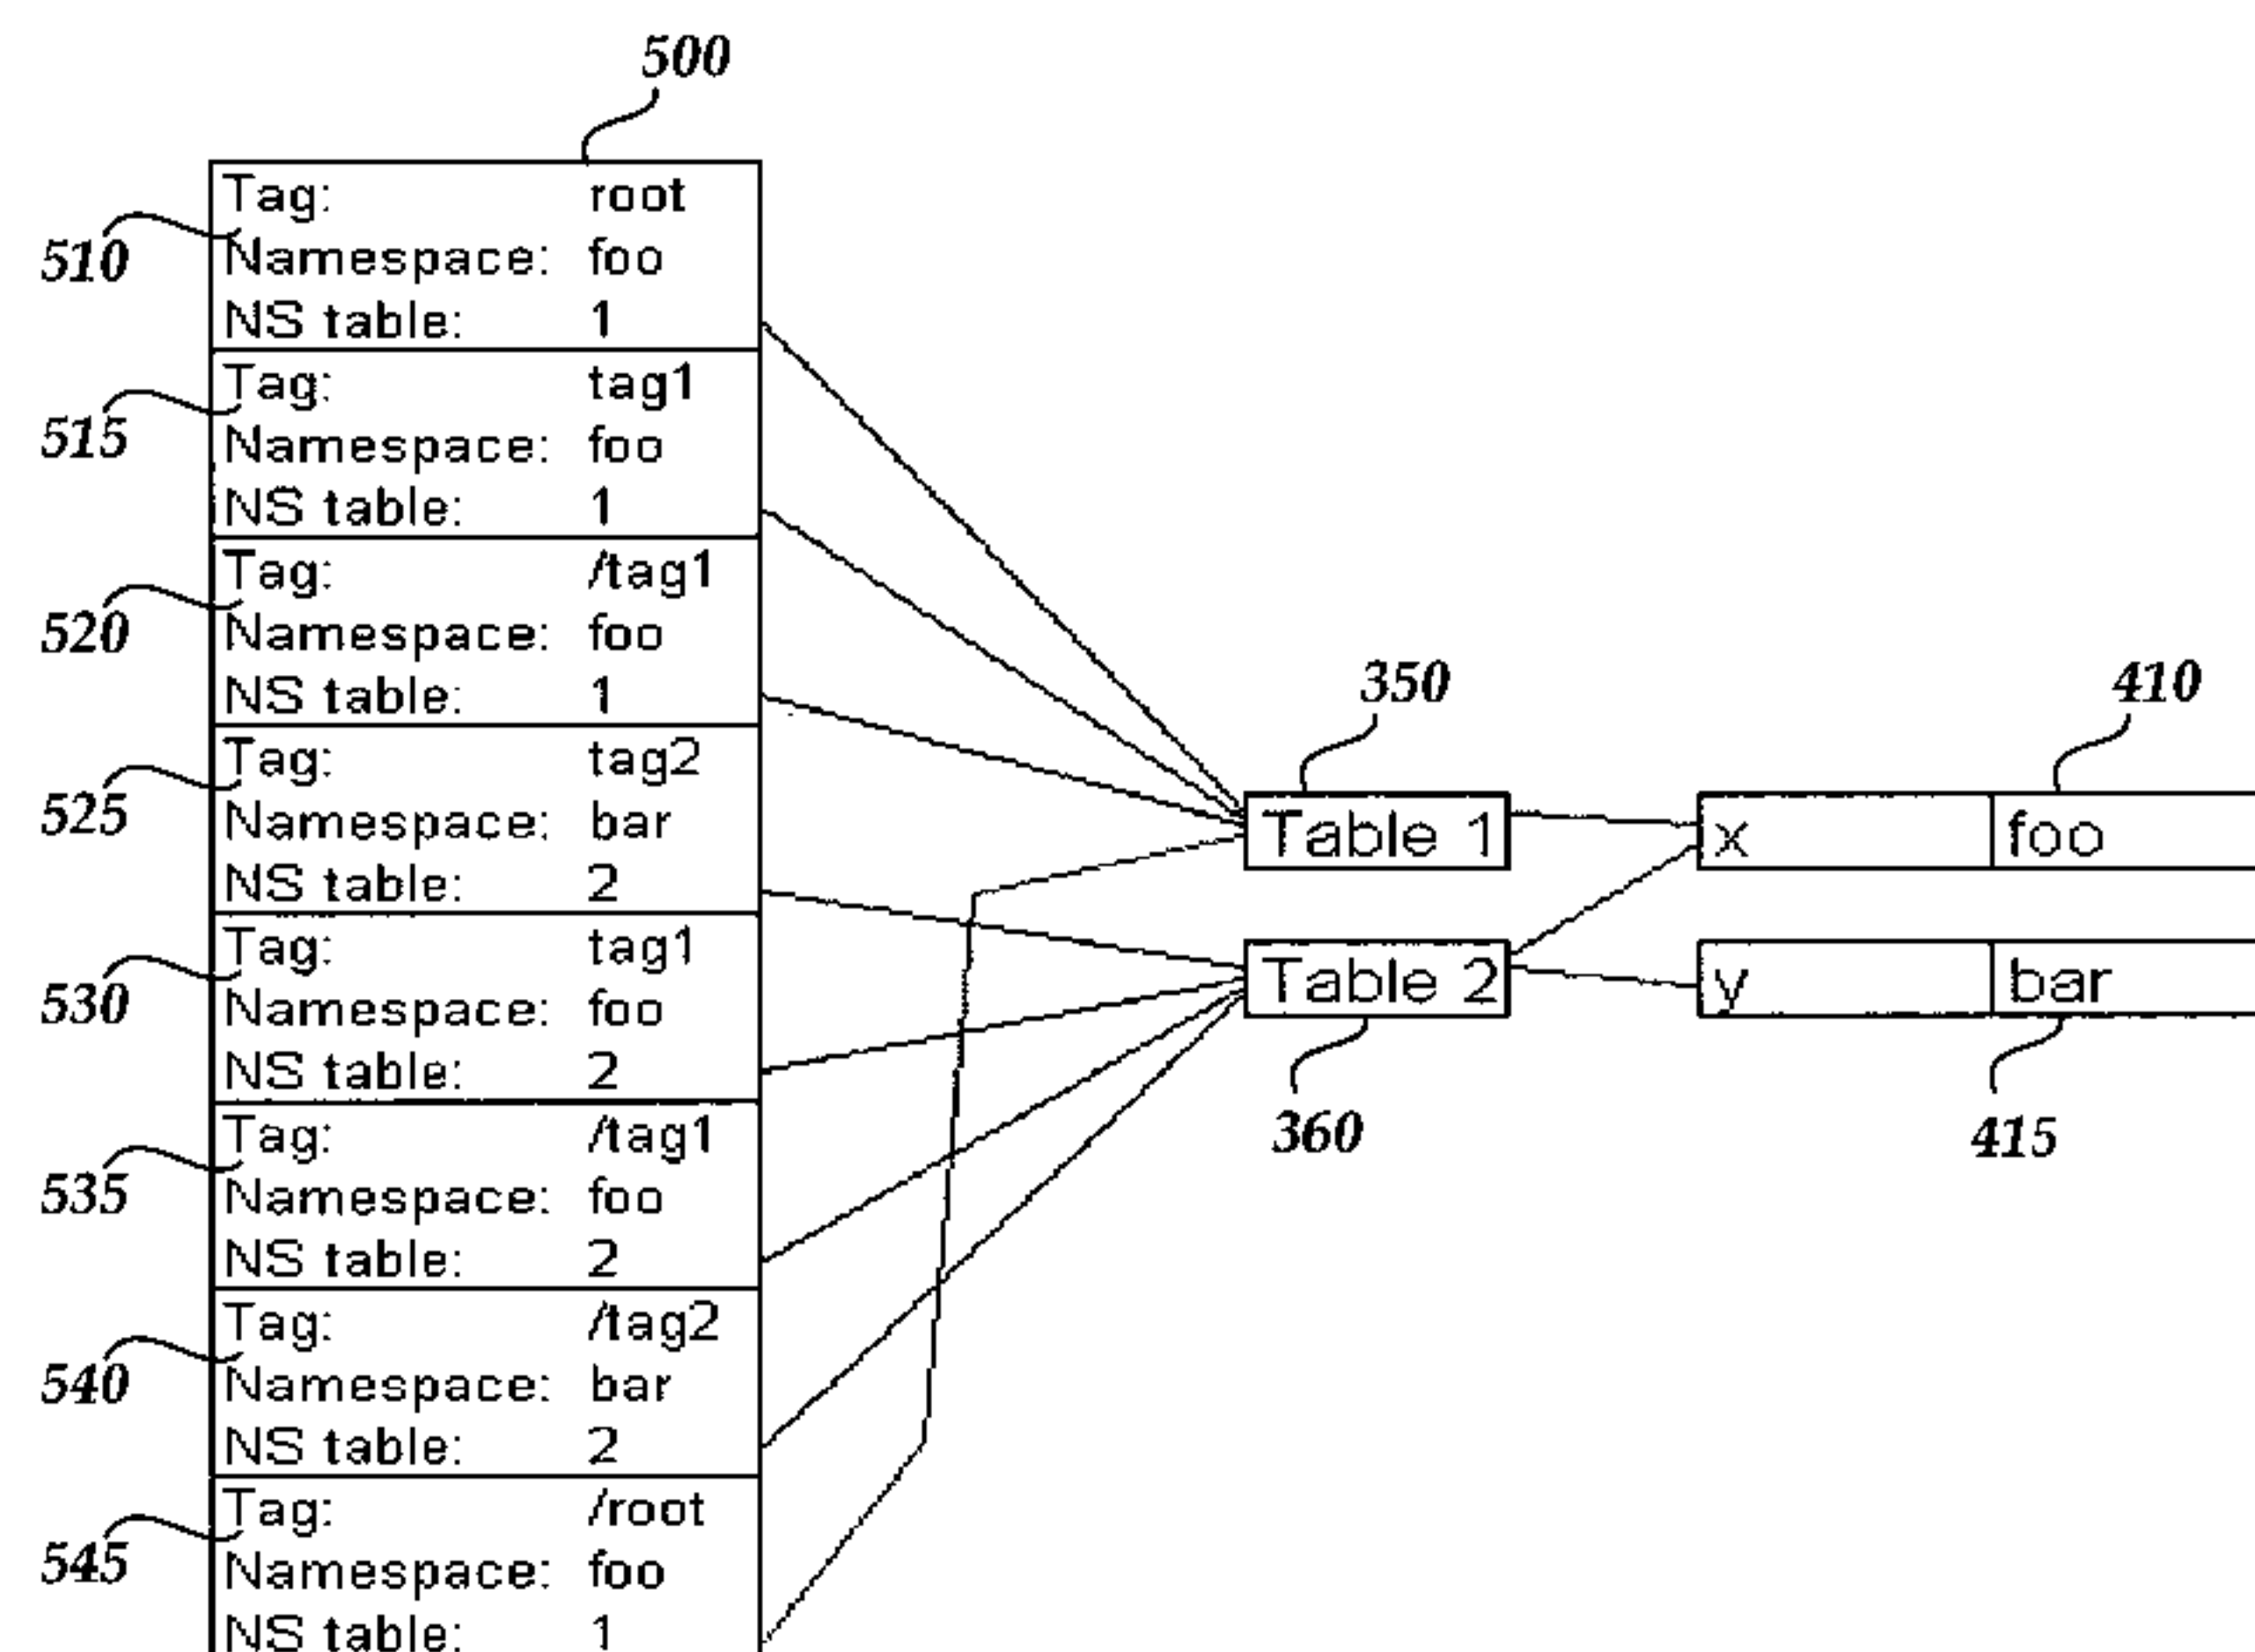 500
510
Tag: root
Namespace: foo
NS table: 1
515
Tag: tag1
Namespace: foo
NS table: 1
520
Tag: /tag1
Namespace: foo
NS table: 1
525
Tag: tag2
Namespace: bar
NS table: 2
530
Tag: tag1
Namespace: foo
NS table: 2
535
Tag: /tag1
Namespace: foo
NS table: 2
540
Tag: /tag2
Namespace: bar
NS table: 2
545
Tag: /root
Namespace: foo
NS table: 1
350
Table 1
410
x foo
Table 2
360
y bar
415